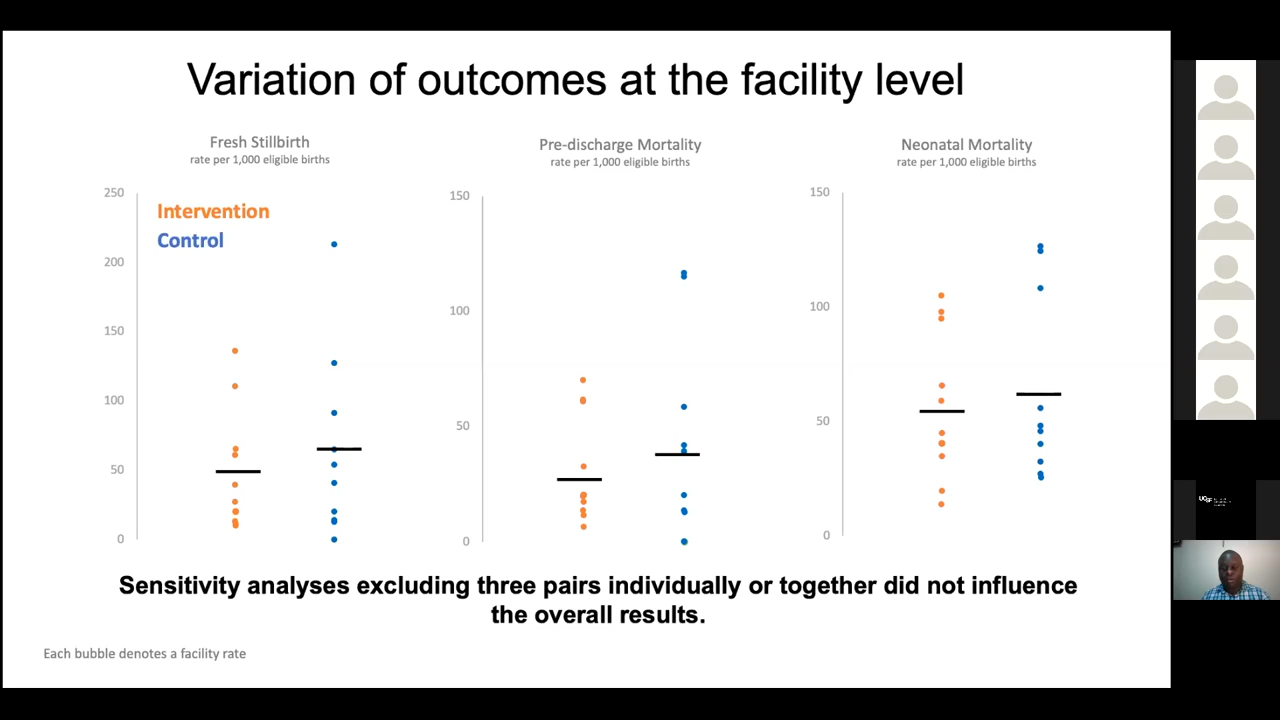 Variation of outcomes at the facility level
Fresh Stillbirth
rate per 1,000 eligible births
250
200
150
100
50
0
Intervention
Control
Pre-discharge Mortality
rate per 1,000 eligible births
150
100
50
0
Neonatal Mortality
rate per 1,000 eligible births
150
100
50
0
Sensitivity analyses excluding three pairs individually or together did not influence
the overall results.
Each bubble denotes a facility rate
UCSF